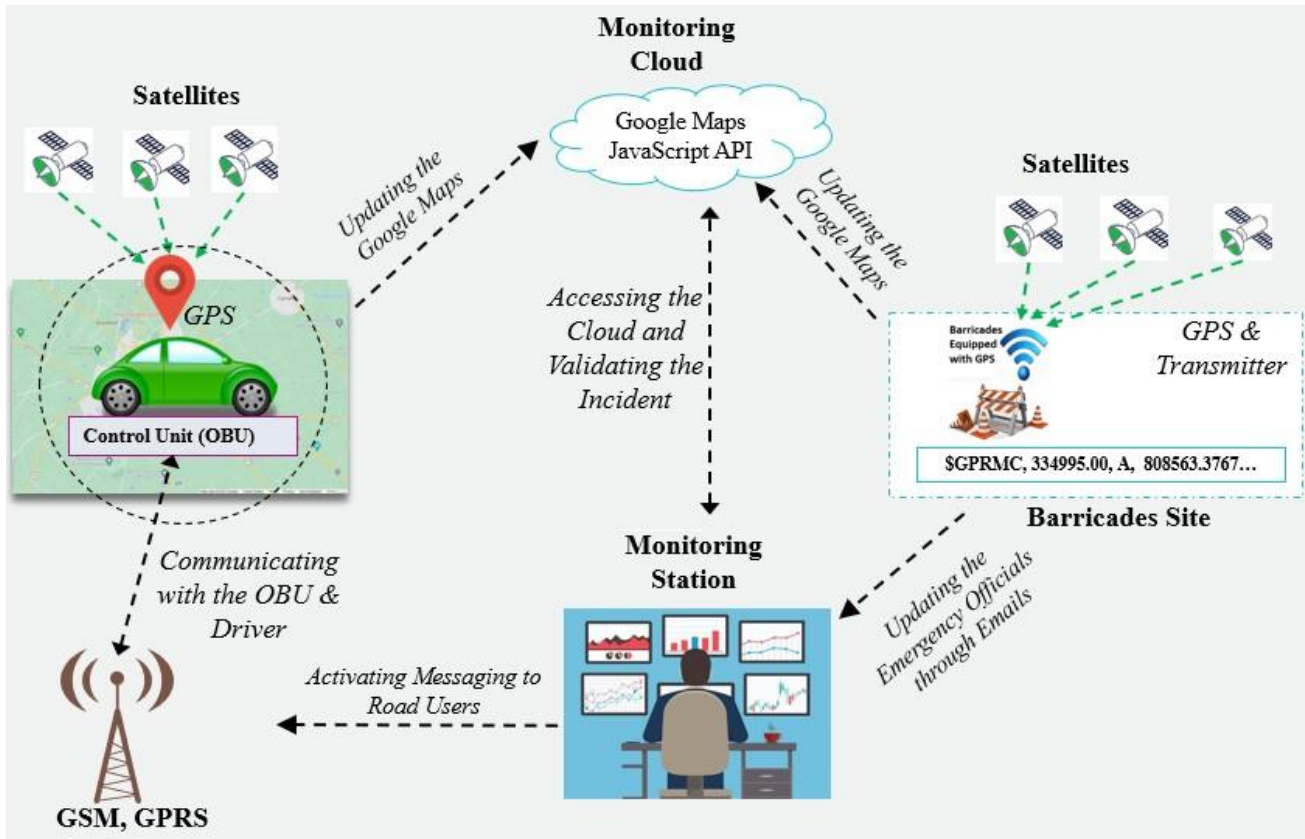 Monitoring
Cloud
Satellites
Google Maps
JavaScript API
Updating the
Google Maps
Updating the
Google Maps
Satellites
GPS
Control Unit (OBU)
Accessing the
Cloud and
Validating the
Incident
Barricades
Equipped
with GPS
GPS &
Transmitter
$GPRMC, 334995.00, A, 808563.3767…
Barricades Site
Communicating
with the OBU &
Driver
Monitoring
Station
Updating the
Emergency Officials
through Emails
Activating Messaging to
Road Users
GSM, GPRS